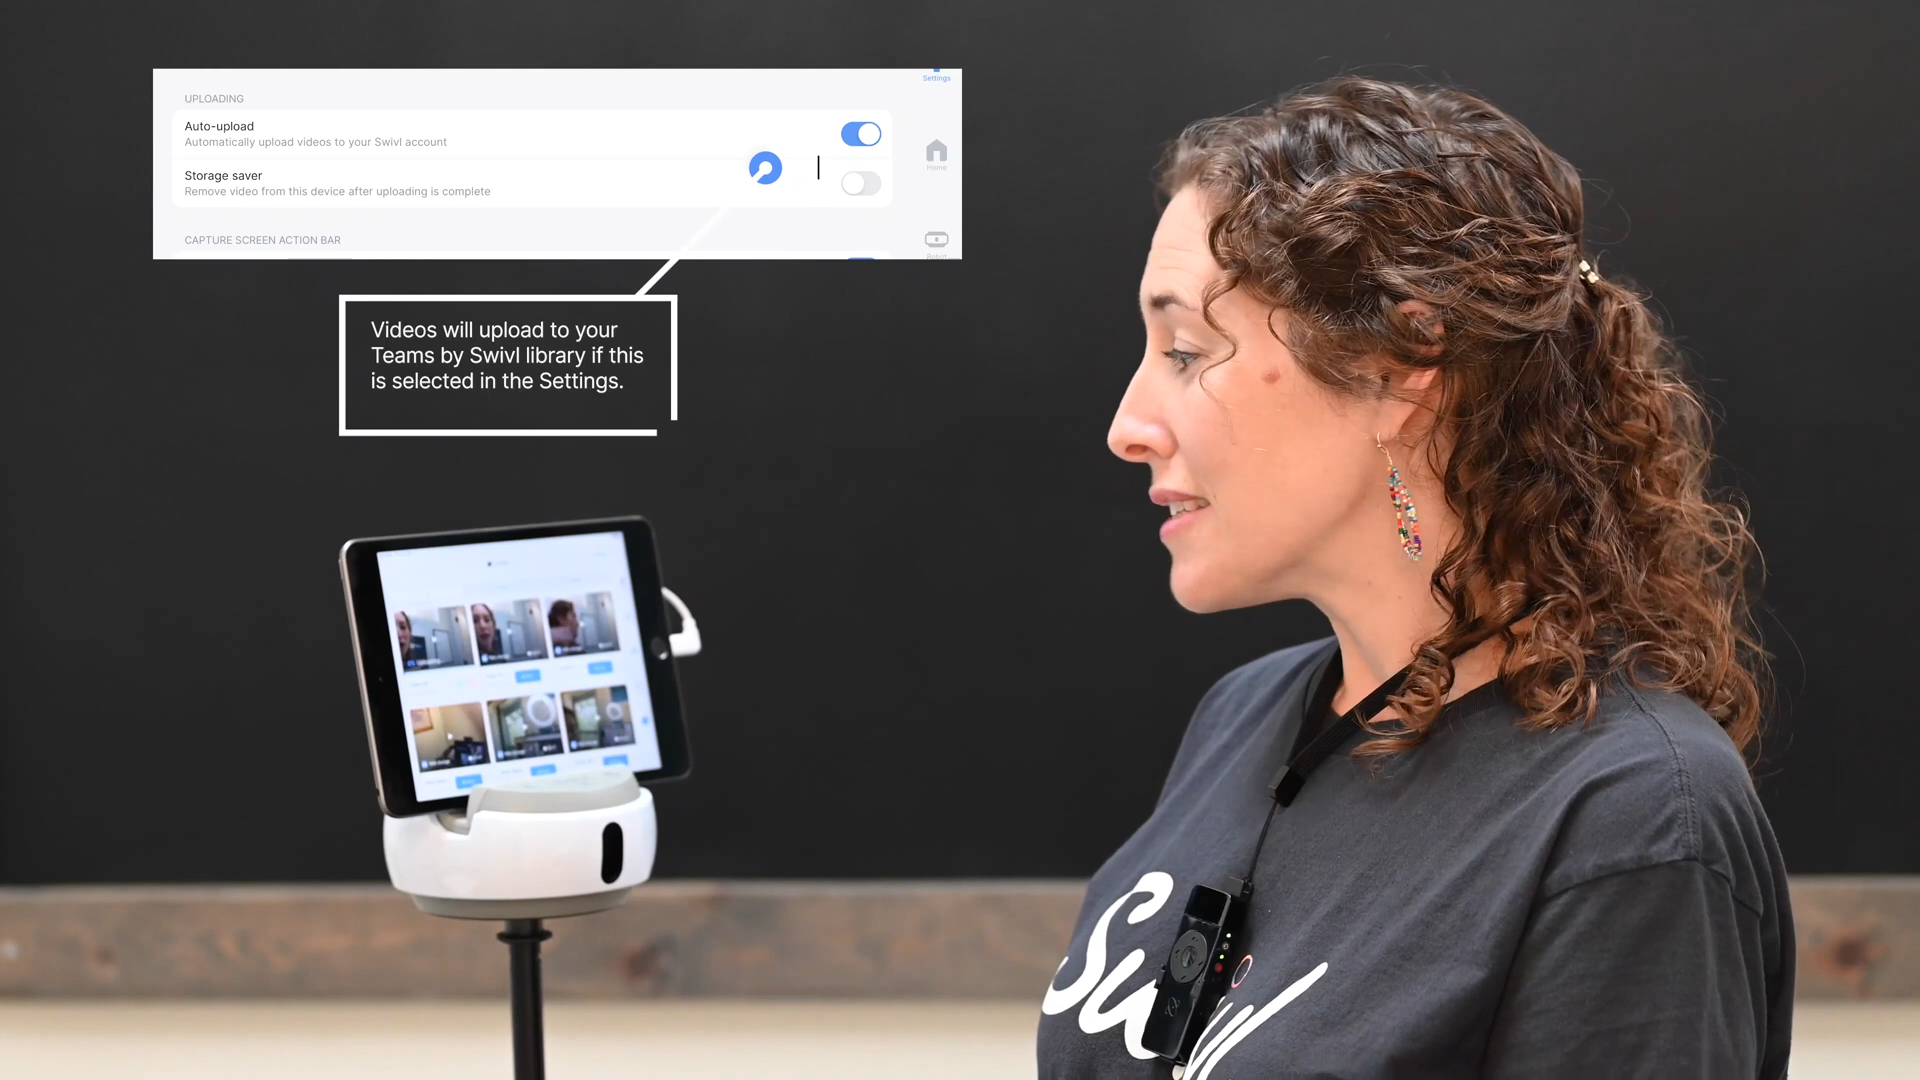 Settings
UPLOADING
Auto-upload
Automatically upload videos to your Swivl account
Storage saver
Remove video from this device after uploading is complete
Home
CAPTURE SCREEN ACTION BAR
Robot
Videos will upload to your
Teams by Swivl library if this
is selected in the Settings.
Swivl